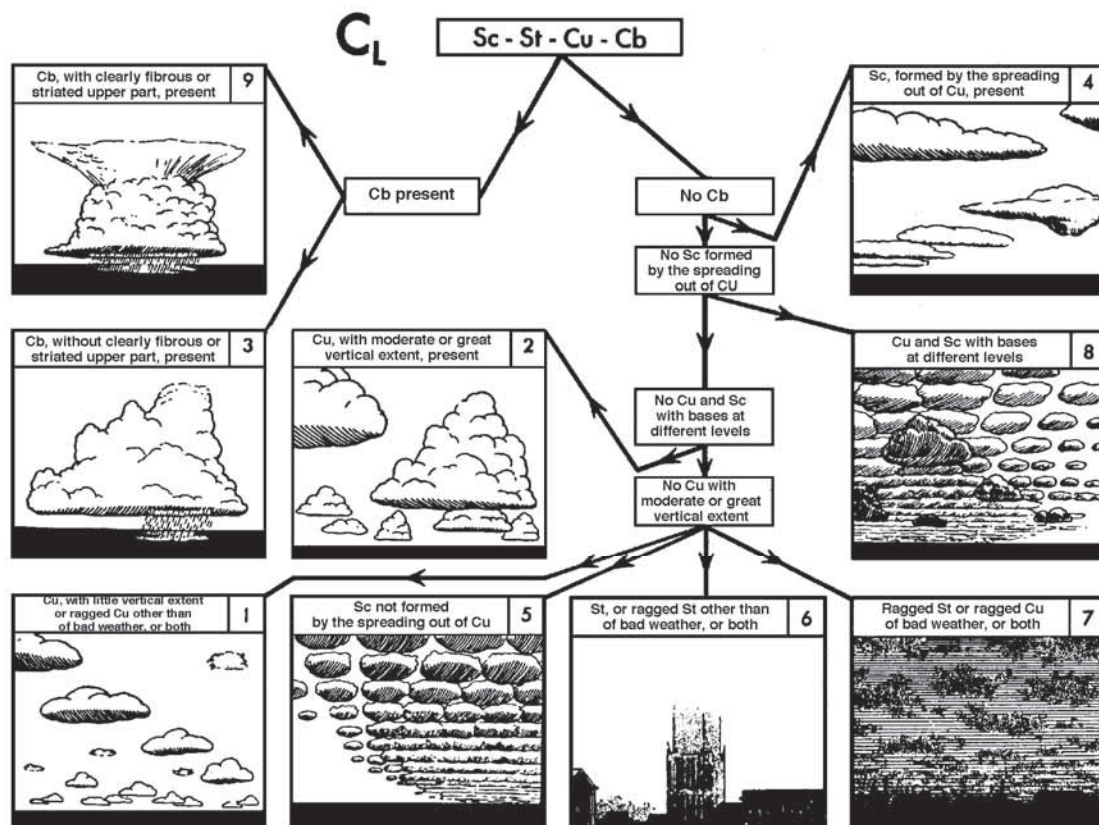 C_L
Sc - St - Cu - Cb
Cb, with clearly fibrous or
striated upper part, present
9
Sc, formed by the spreading
out of Cu, present
4
Cb present
No Cb
No Sc formed
by the spreading
out of CU
Cb, without clearly fibrous or
striated upper part, present
3
Cu, with moderate or great
vertical extent, present
2
Cu and Sc with bases
at different levels
8
No Cu and Sc
with bases at
different levels
No Cu with
moderate or great
vertical extent
Cu, with little vertical extent
or ragged Cu other than
of bad weather, or both
1
Sc not formed
by the spreading out of Cu
5
St, or ragged St other than
of bad weather, or both
6
Ragged St or ragged Cu
of bad weather, or both
7